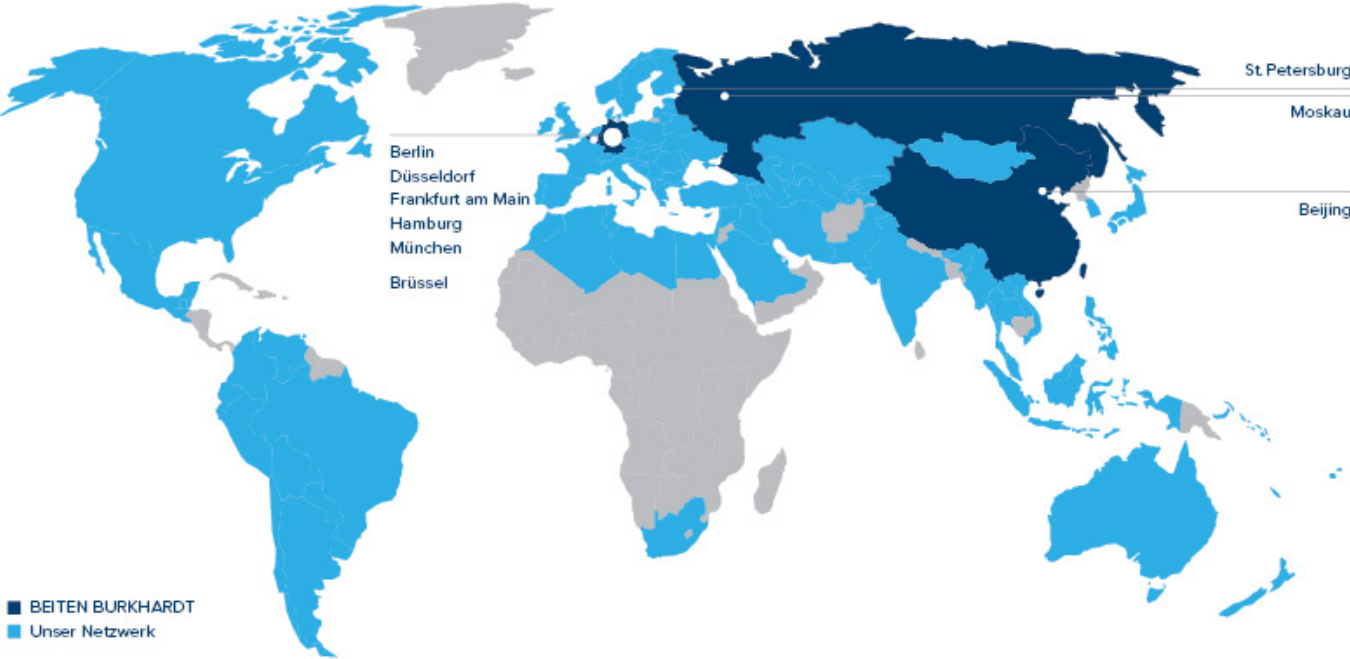 St. Petersburg
Moskau
Berlin
Düsseldorf
Frankfurt am Main
Hamburg
München
Brüssel
Beijing
BEITEN BURKHARDT
Unser Netzwerk